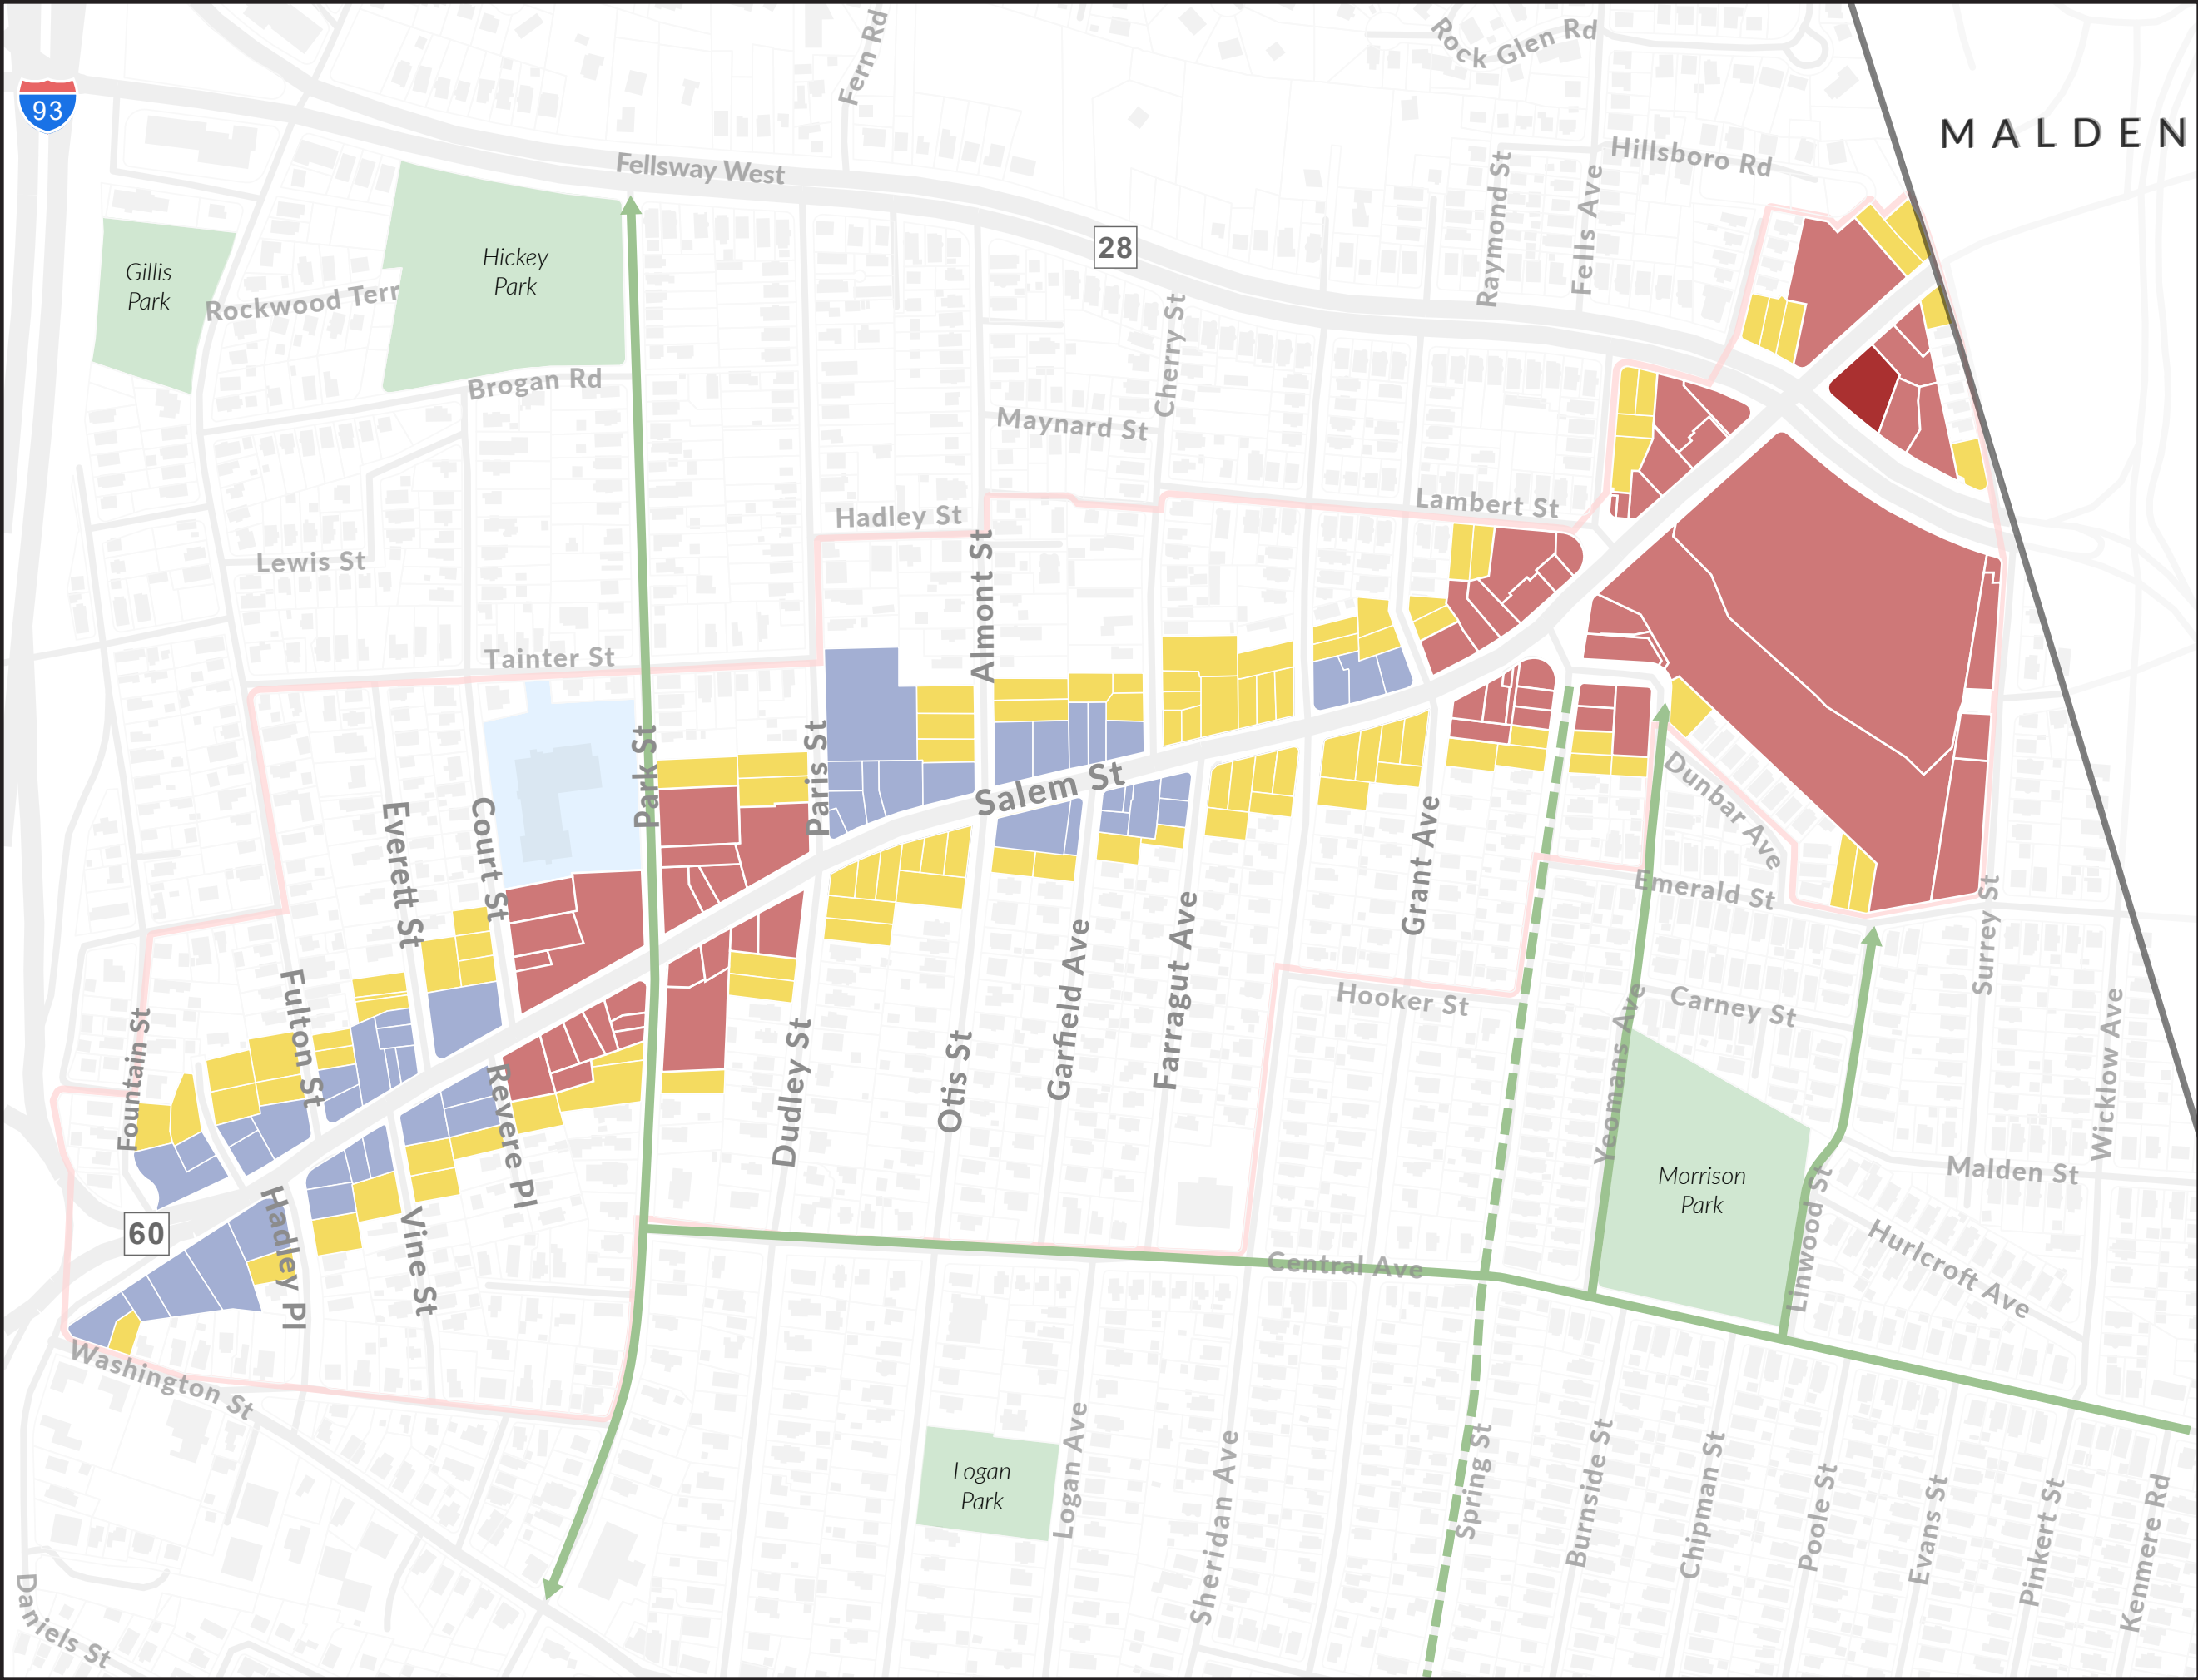 Rock Glen Rd
Fern Rd
93
MALDEN
Hillsboro Rd
Fellsway West
Raymond St
Fells Ave
28
Hickey
Park
Gillis
Park
Rockwood Terr
Cherry St
Brogan Rd
Maynard St
Lambert St
Hadley St
Lewis St
Almont St
Tainter St
Park St
Paris St
Salem St
Dunbar Ave
Everett St
Court St
Grant Ave
Emerald St
Surrey St
Farragut Ave
Garfield Ave
Hooker St
Carney St
Yeomans Ave
Fulton St
Fountain St
Wicklow Ave
Dudley St
Otis St
Revere Pl
Malden St
Morrison
Park
Linwood St
Hurlcroft Ave
60
Hadley Pl
Vine St
Central Ave
Washington St
Logan Ave
Logan
Park
Sheridan Ave
Spring St
Burnside St
Chipman St
Poole St
Evans St
Pinkert St
Kenmere Rd
Daniels St